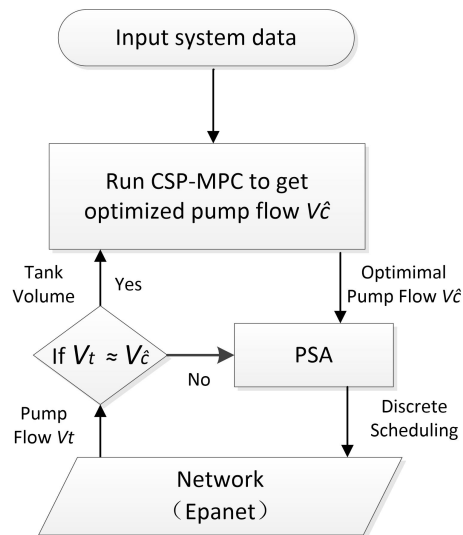 Input system data
Run CSP-MPC to get
optimized pump flow Vĉ
Tank
Volume
Yes
Optimimal
Pump Flow Vĉ
If Vt ≈ Vĉ
No
PSA
Pump
Flow Vt
Discrete
Scheduling
Network
（Epanet）